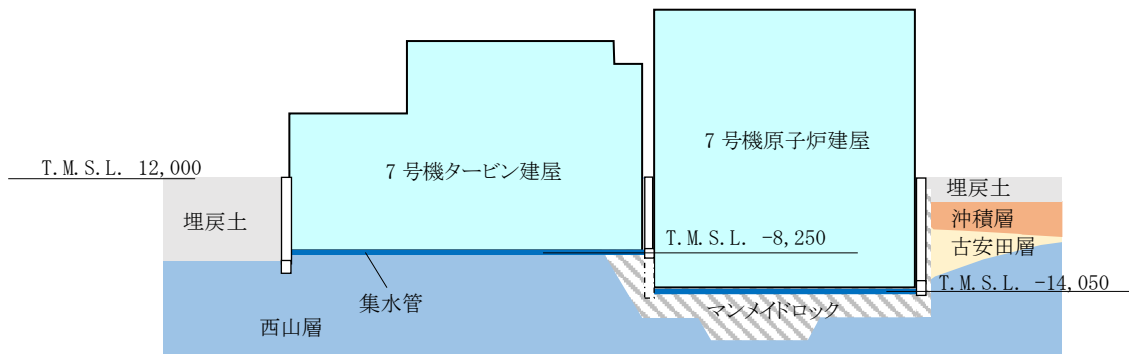 ７号機原子炉建屋
７号機タービン建屋
T.M.S.L. 12,000
埋戻土
埋戻土
沖積層
T.M.S.L. -8,250
古安田層
T.M.S.L. -14,050
集水管
マンメイドロック
西山層